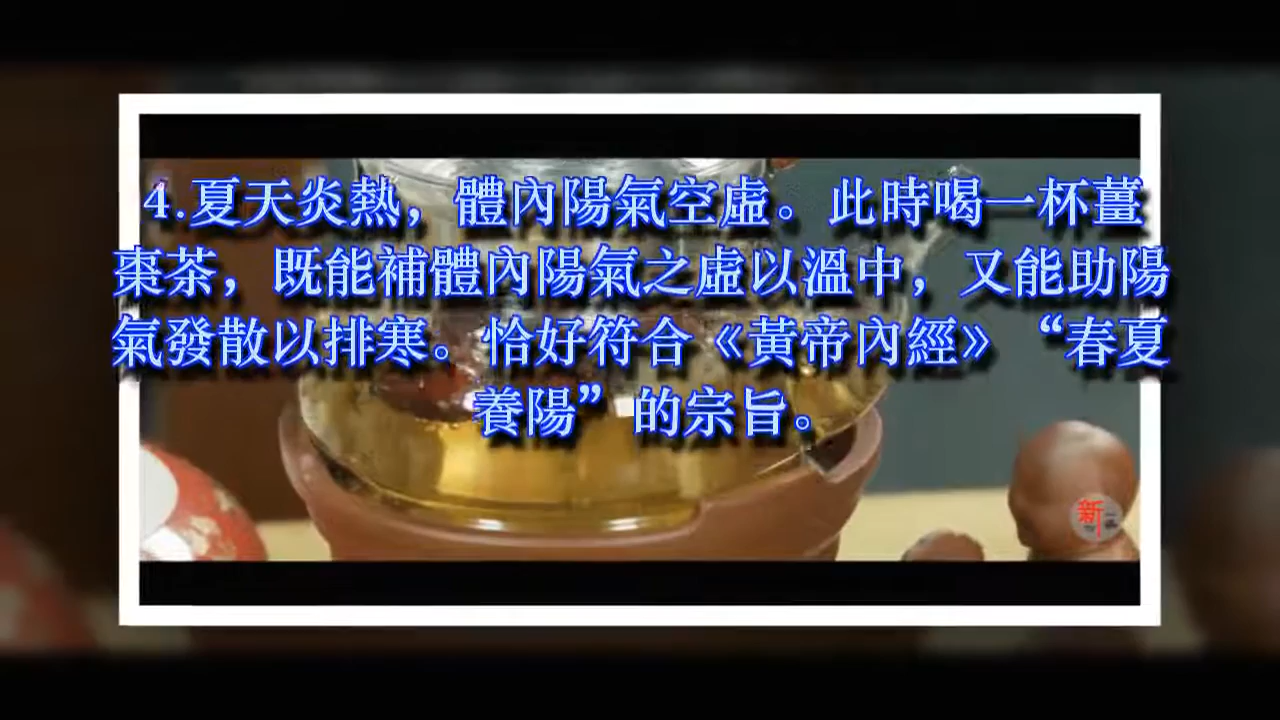 4.夏天炎熱，體內陽氣空虛。此時喝一杯薑
棗茶，既能補體內陽氣之虛以溫中，又能助陽
氣發散以排寒。恰好符合《黃帝內經》“春夏
養陽”的宗旨。
新